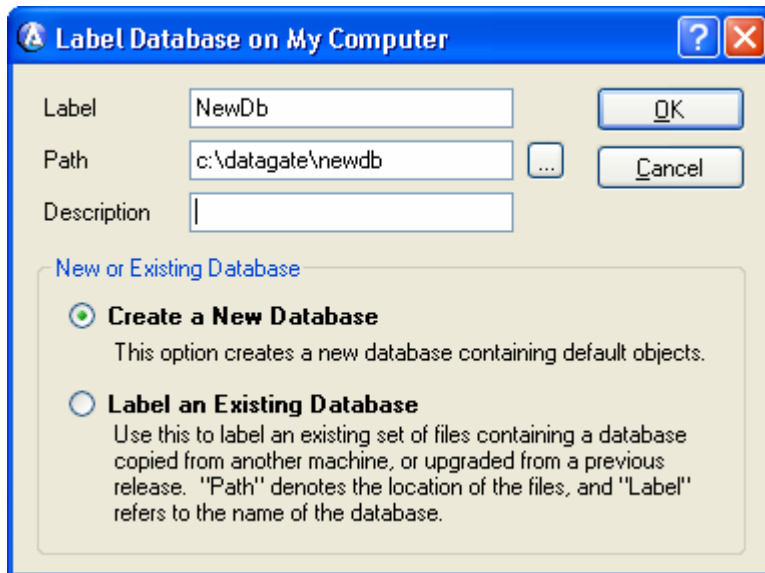 Label Database on My Computer
Label NewDb OK
Path c:\datagate\newdb ... Cancel
Description
New or Existing Database
Create a New Database
This option creates a new database containing default objects.
Label an Existing Database
Use this to label an existing set of files containing a database
copied from another machine, or upgraded from a previous
release. "Path" denotes the location of the files, and "Label"
refers to the name of the database.